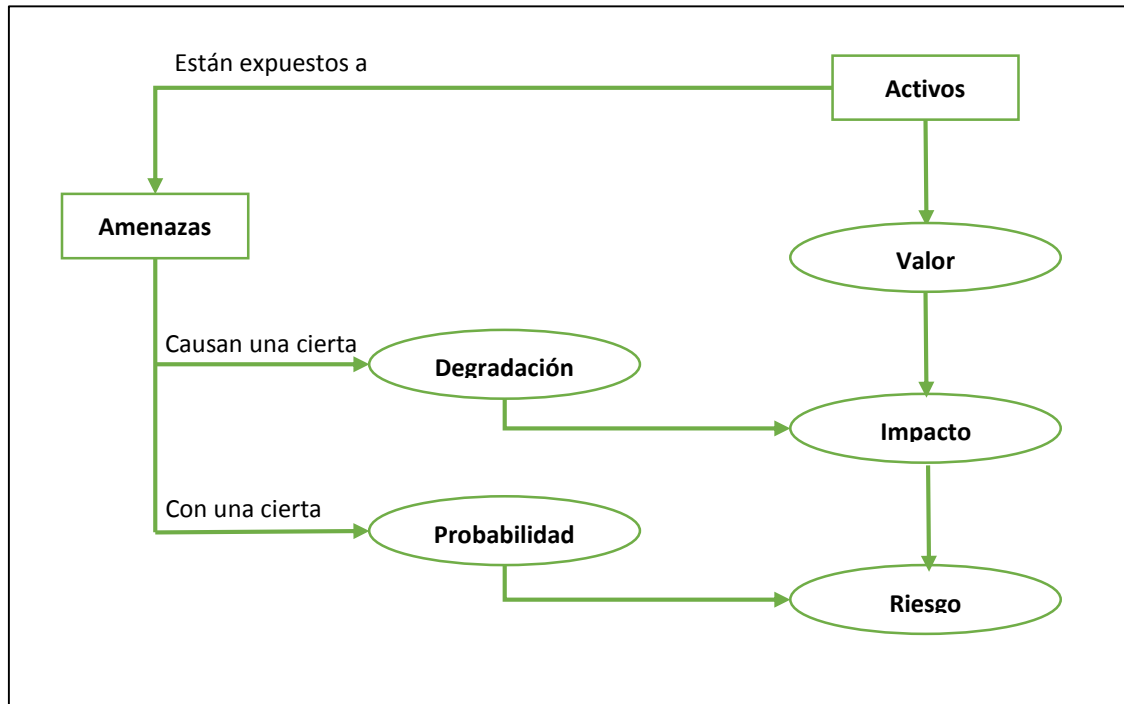 Están expuestos a
Activos
Amenazas
Valor
Causan una cierta
Degradación
Impacto
Con una cierta
Probabilidad
Riesgo